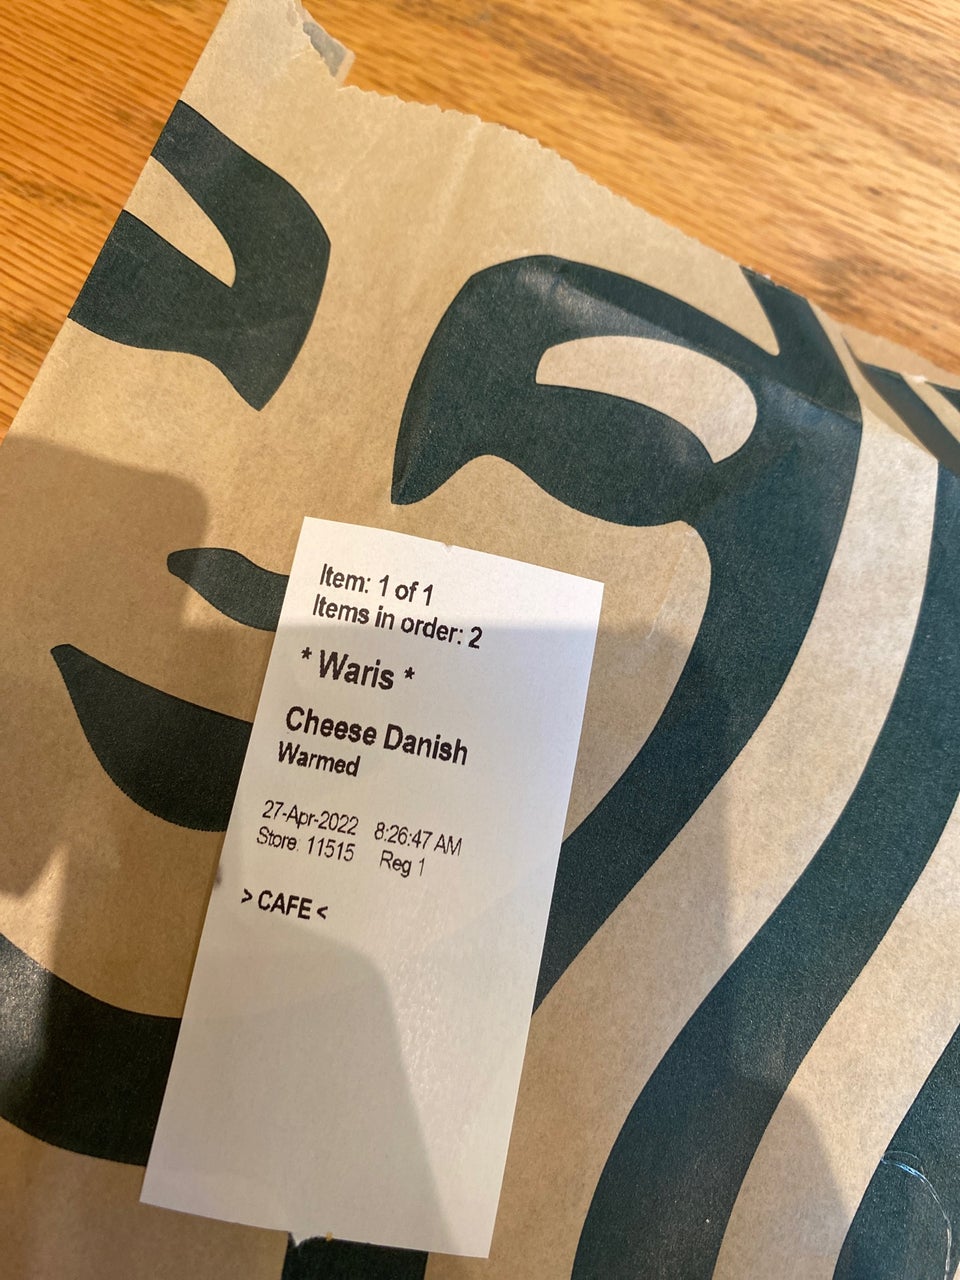 Item: 1 of 1
Items in order: 2
* Waris *
Cheese Danish
Warmed
27-Apr-2022 8:26:47 AM
Store: 11515 Reg 1
> CAFE <